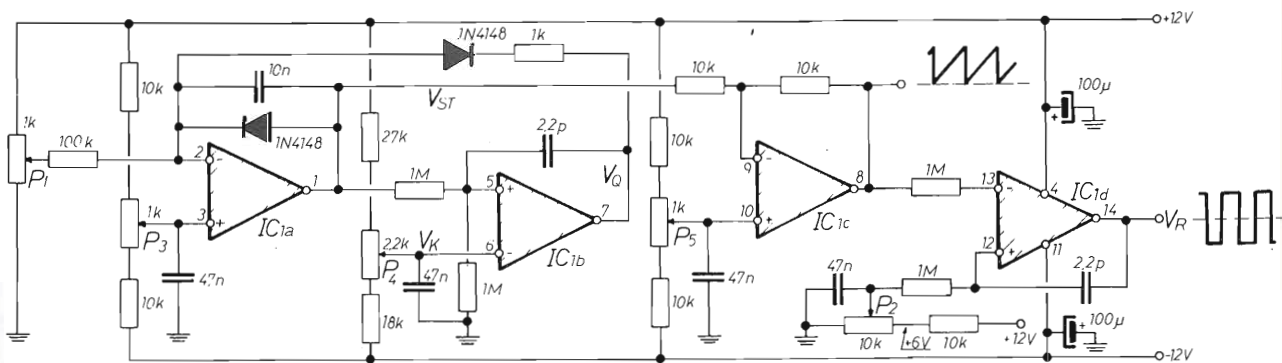 +12V
1N4148
1k
10n
10k
10k
10k
100µ
+
V_ST
1k
100k
1N4148
27k
10k
2,2p
P1
2
-
1
3
+
IC1a
1k
P3
1M
5
+
V_Q
7
6
-
IC1b
9
-
8
10
+
IC1c
1k
P5
1M
13
-
IC1d
4
14
V_R
12
+
11
2,2k
P4
V_K
47n
47n
1M
47n
47n
1M
2,2p
10k
18k
10k
P2
10k
+6V
10k
+12V
+
100µ
-12V